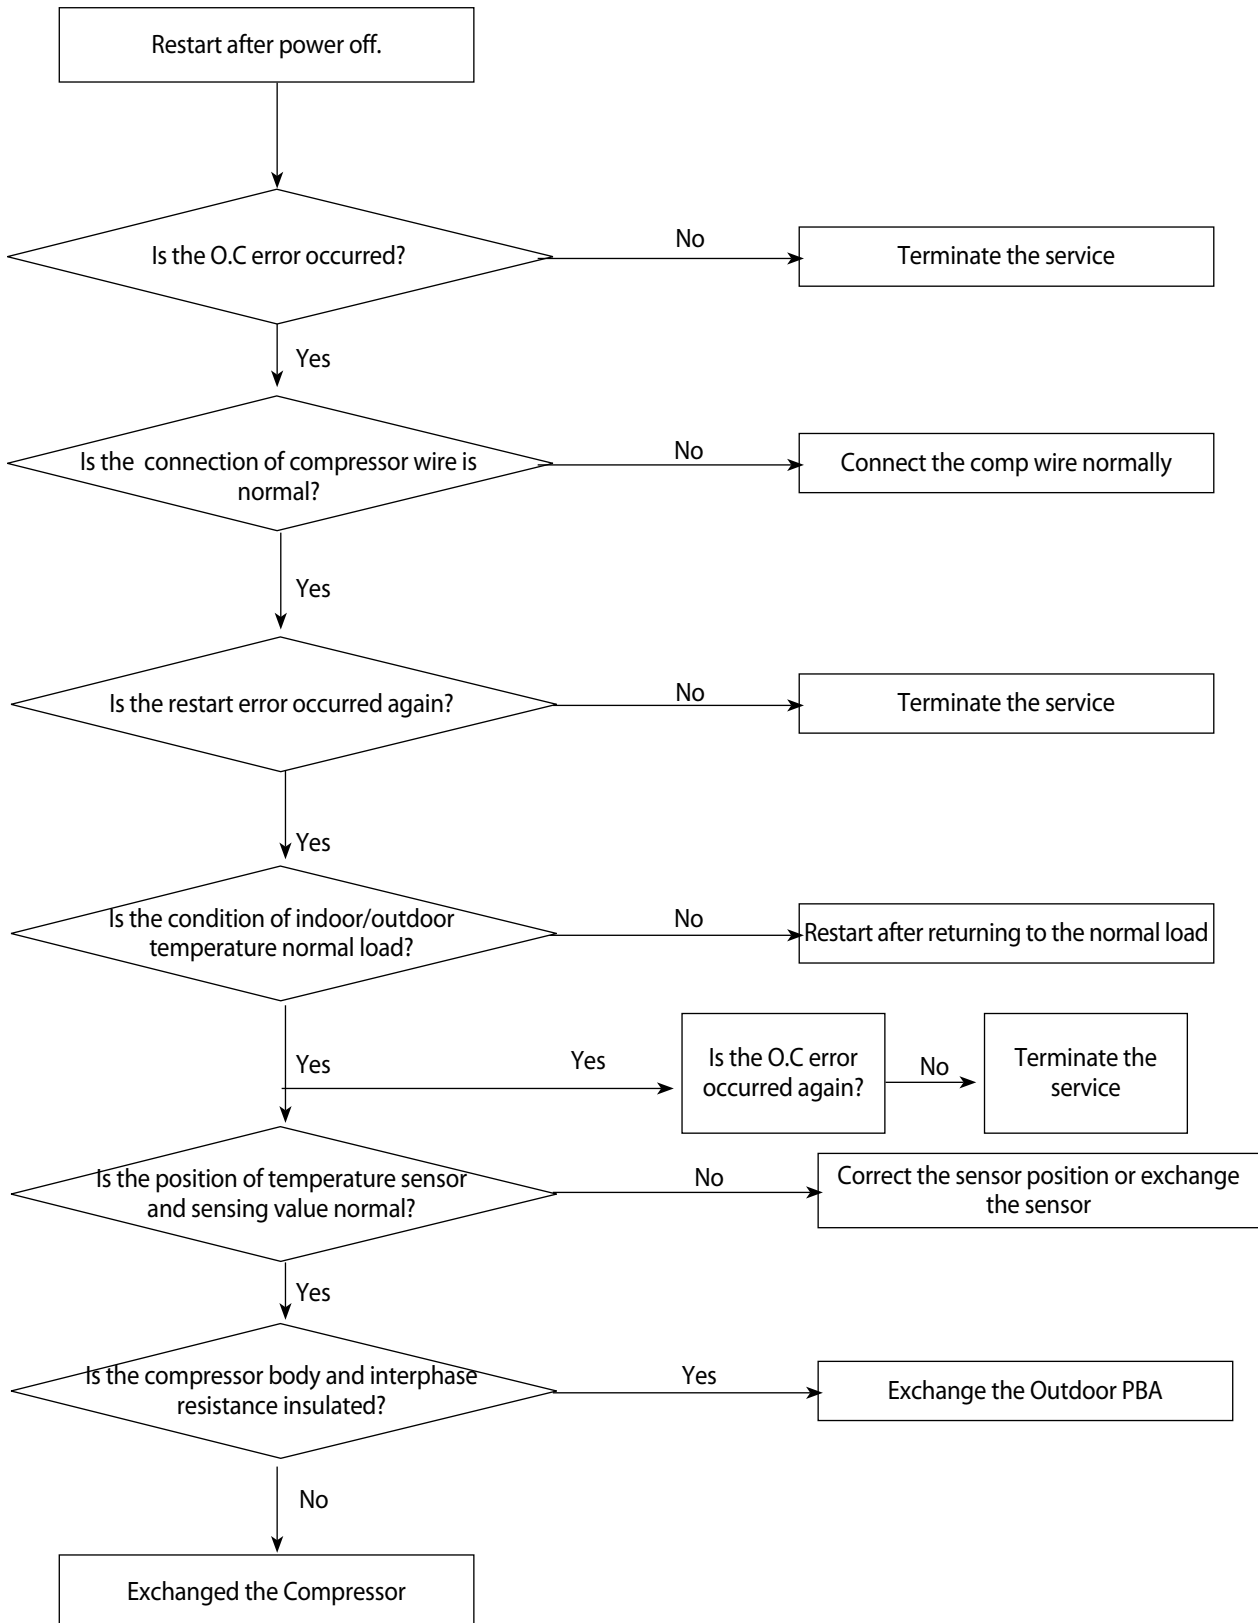 Restart after power off.
Is the O.C error occurred?
No
Terminate the service
Yes
Is the connection of compressor wire is
normal?
No
Connect the comp wire normally
Yes
Is the restart error occurred again?
No
Terminate the service
Yes
Is the condition of indoor/outdoor
temperature normal load?
No
Restart after returning to the normal load
Yes
Yes
Is the O.C error
occurred again?
No
Terminate the
service
Is the position of temperature sensor
and sensing value normal?
No
Correct the sensor position or exchange
the sensor
Yes
Is the compressor body and interphase
resistance insulated?
Yes
Exchange the Outdoor PBA
No
Exchanged the Compressor